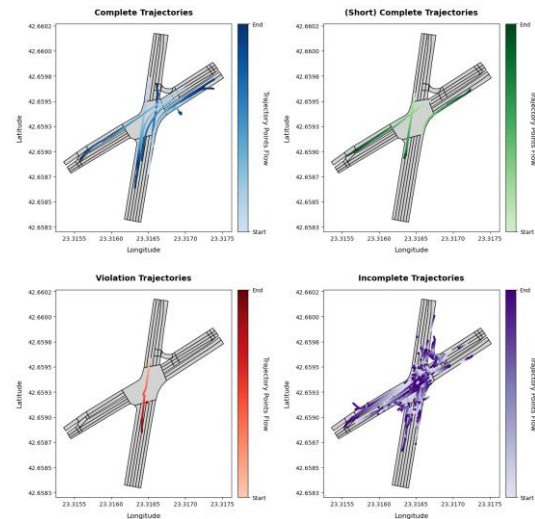 Complete Trajectories
42.6602
42.6600
42.6598
42.6595
42.6593
42.6590
42.6587
42.6585
42.6583
Latitude
23.3155
23.3160
23.3165
23.3170
23.3175
Longitude
End
Start
Trajectory Points Flow
(Short) Complete Trajectories
42.6602
42.6600
42.6598
42.6595
42.6593
42.6590
42.6587
42.6585
42.6583
Latitude
23.3155
23.3160
23.3165
23.3170
23.3175
Longitude
End
Start
Trajectory Points Flow
Violation Trajectories
42.6602
42.6600
42.6598
42.6595
42.6593
42.6590
42.6587
42.6585
42.6583
Latitude
23.3155
23.3160
23.3165
23.3170
23.3175
Longitude
End
Start
Trajectory Points Flow
Incomplete Trajectories
42.6602
42.6600
42.6598
42.6595
42.6593
42.6590
42.6587
42.6585
42.6583
Latitude
23.3155
23.3160
23.3165
23.3170
23.3175
Longitude
End
Start
Trajectory Points Flow